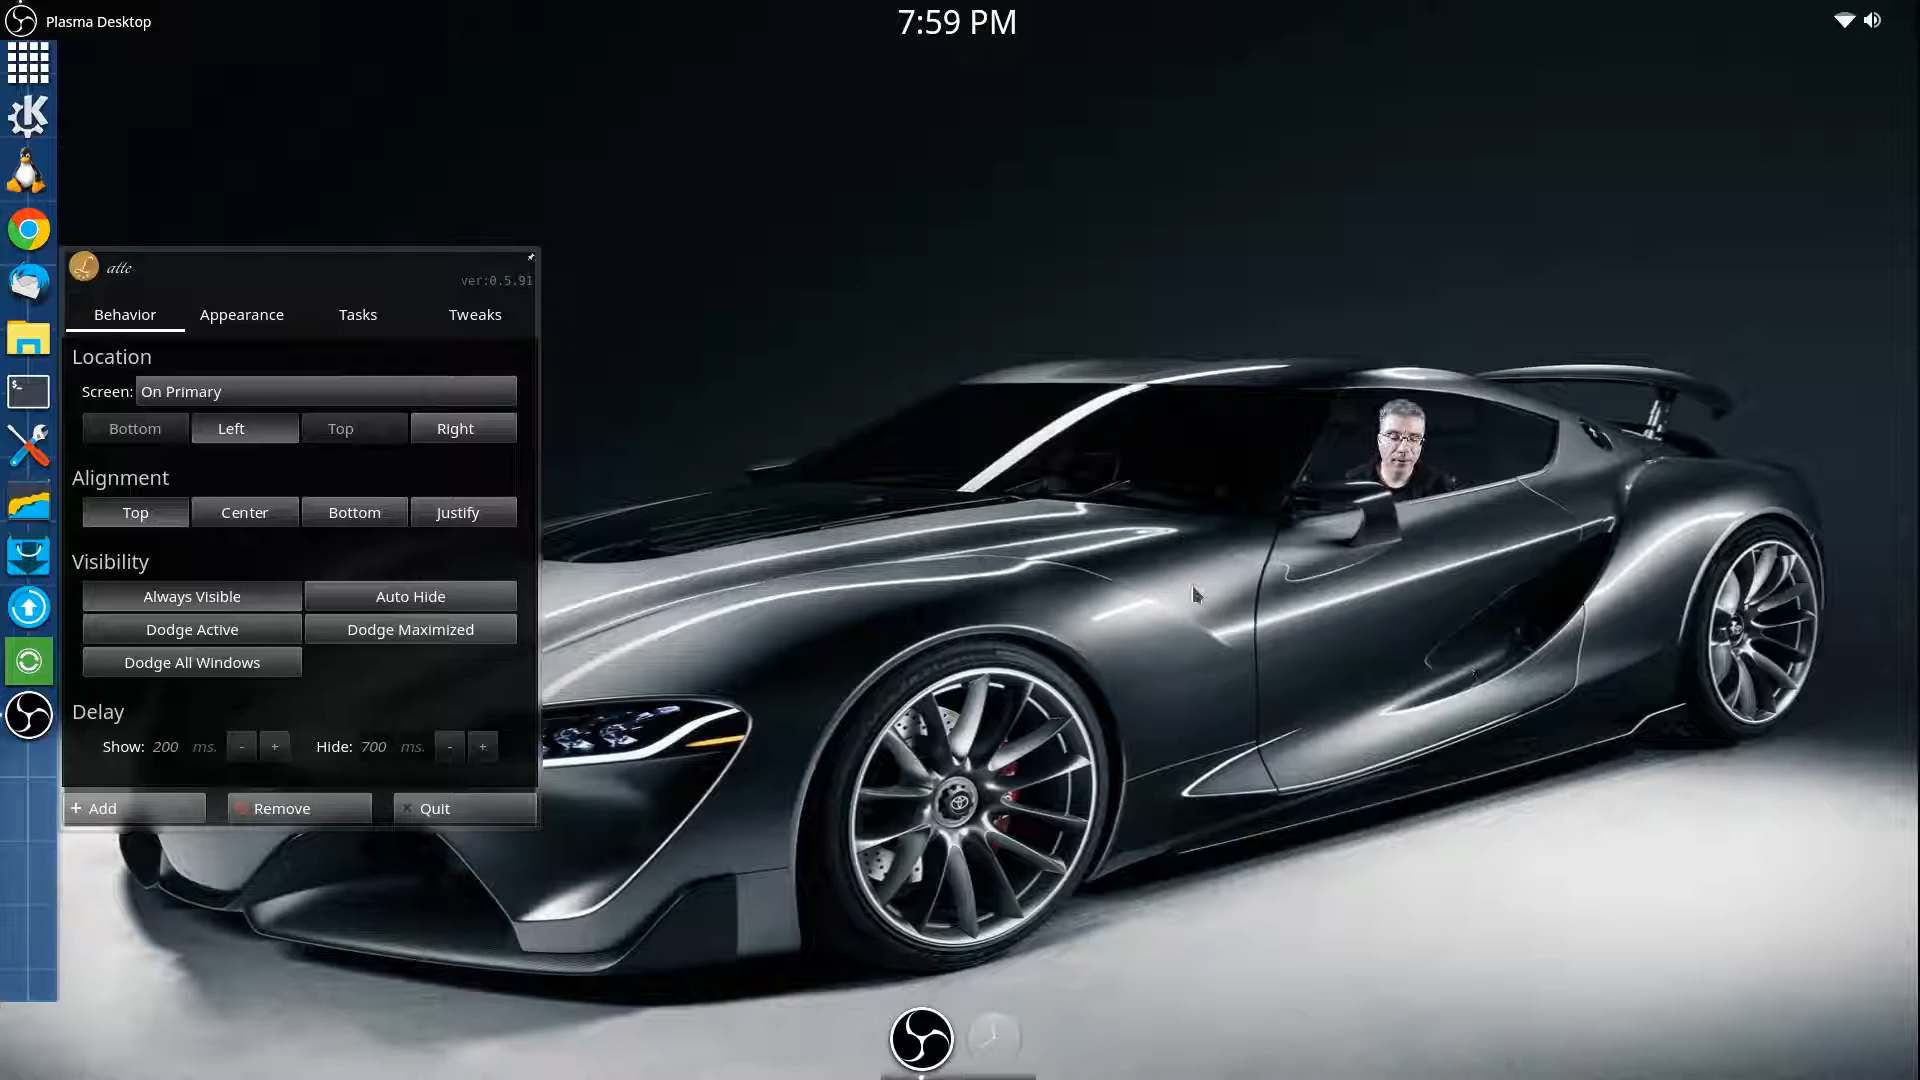 Plasma Desktop
7:59 PM
atte
ver:0.5.91
Behavior Appearance Tasks Tweaks
Location
Screen: On Primary
Bottom Left Top Right
Alignment
Top Center Bottom Justify
Visibility
Always Visible Auto Hide
Dodge Active Dodge Maximized
Dodge All Windows
Delay
Show: 200 ms. - + Hide: 700 ms. - +
+ Add Remove × Quit